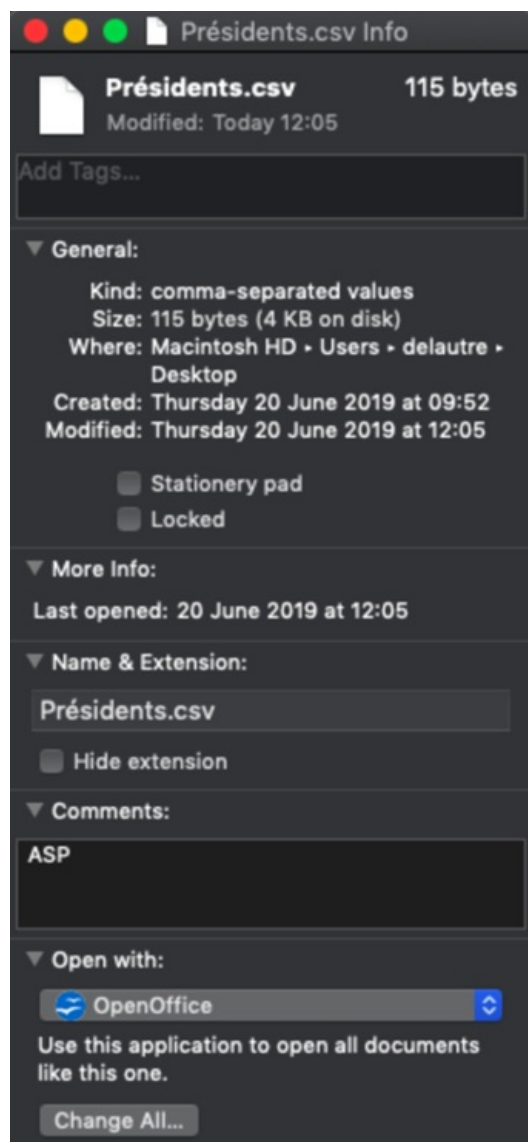 Présidents.csv Info
Présidents.csv 115 bytes
Modified: Today 12:05
Add Tags...
General:
Kind: comma-separated values
Size: 115 bytes (4 KB on disk)
Where: Macintosh HD ▸ Users ▸ delautre ▸
Desktop
Created: Thursday 20 June 2019 at 09:52
Modified: Thursday 20 June 2019 at 12:05
Stationery pad
Locked
More Info:
Last opened: 20 June 2019 at 12:05
Name & Extension:
Présidents.csv
Hide extension
Comments:
ASP
Open with:
OpenOffice
Use this application to open all documents
like this one.
Change All...